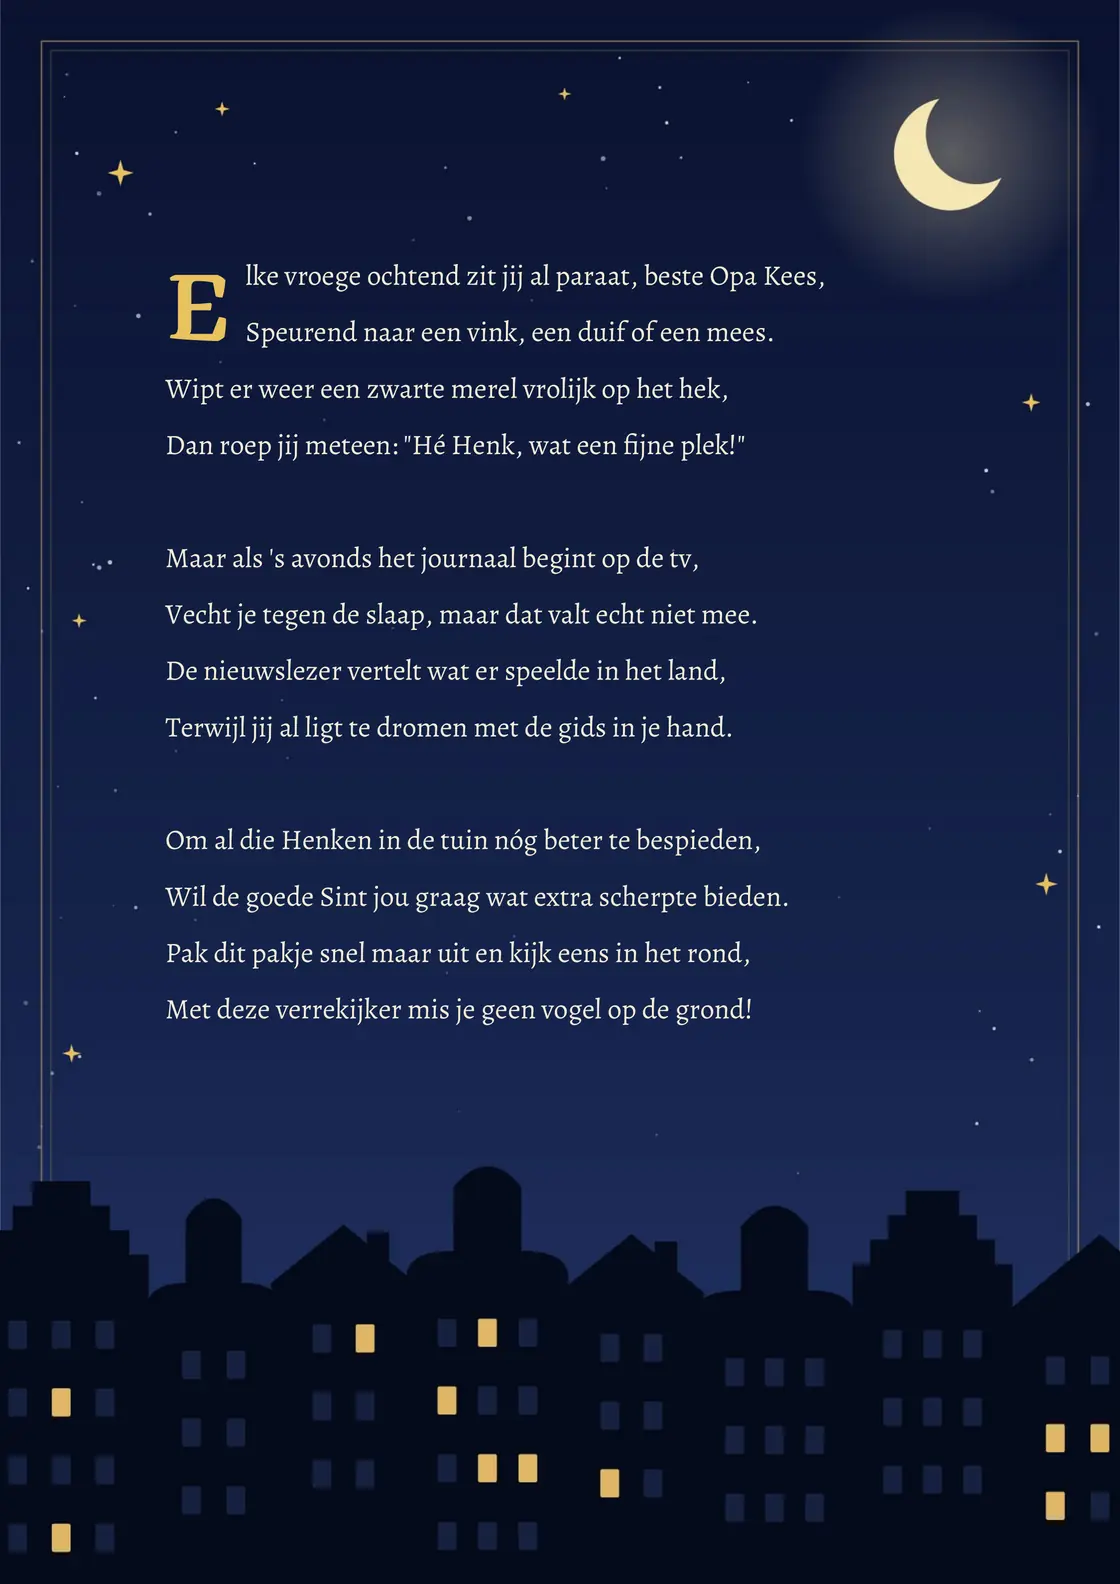 Elke vroege ochtend zit jij al paraat, beste Opa Kees,
Speurend naar een vink, een duif of een mees.
Wipt er weer een zwarte merel vrolijk op het hek,
Dan roep jij meteen: "Hé Henk, wat een fijne plek!"
Maar als 's avonds het journaal begint op de tv,
Vecht je tegen de slaap, maar dat valt echt niet mee.
De nieuwslezer vertelt wat er speelde in het land,
Terwijl jij al ligt te dromen met de gids in je hand.
Om al die Henken in de tuin nóg beter te bespieden,
Wil de goede Sint jou graag wat extra scherpte bieden.
Pak dit pakje snel maar uit en kijk eens in het rond,
Met deze verrekijker mis je geen vogel op de grond!